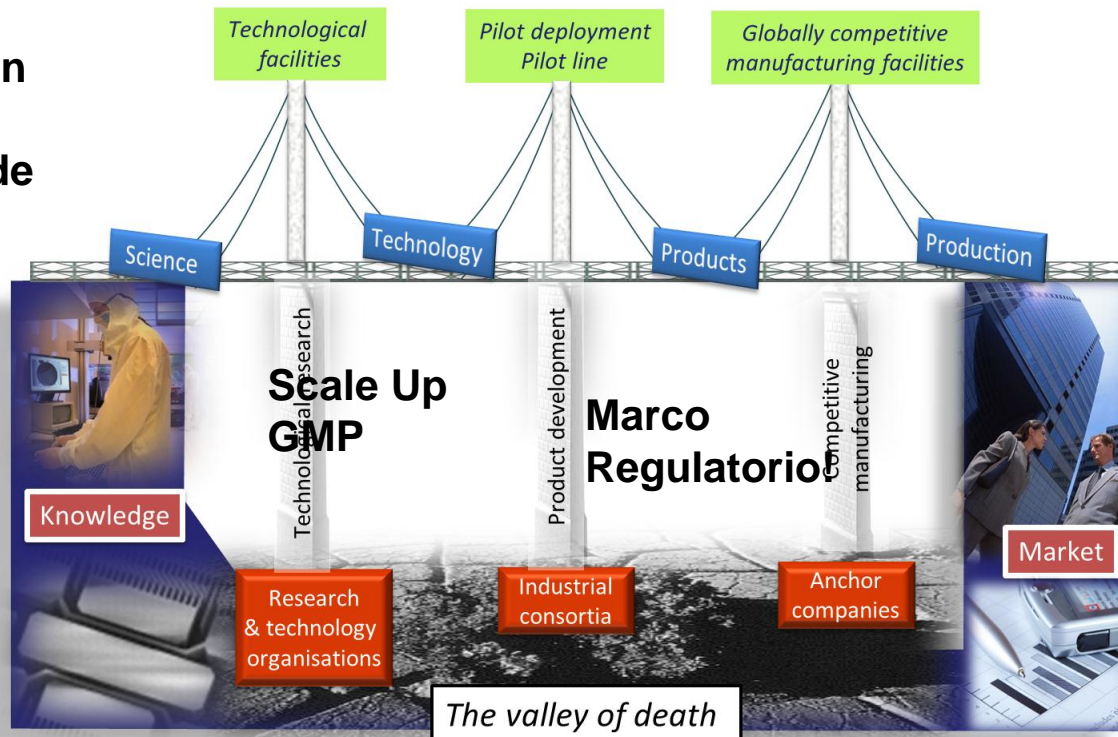 Technological
facilities
Pilot deployment
Pilot line
Globally competitive
manufacturing facilities
n
de
Science
Technology
Products
Production
Technological research
Scale Up
GMP
Product development
Marco
Regulatorio!
Competitive
manufacturing
Knowledge
Market
Research
& technology
organisations
Industrial
consortia
Anchor
companies
The valley of death